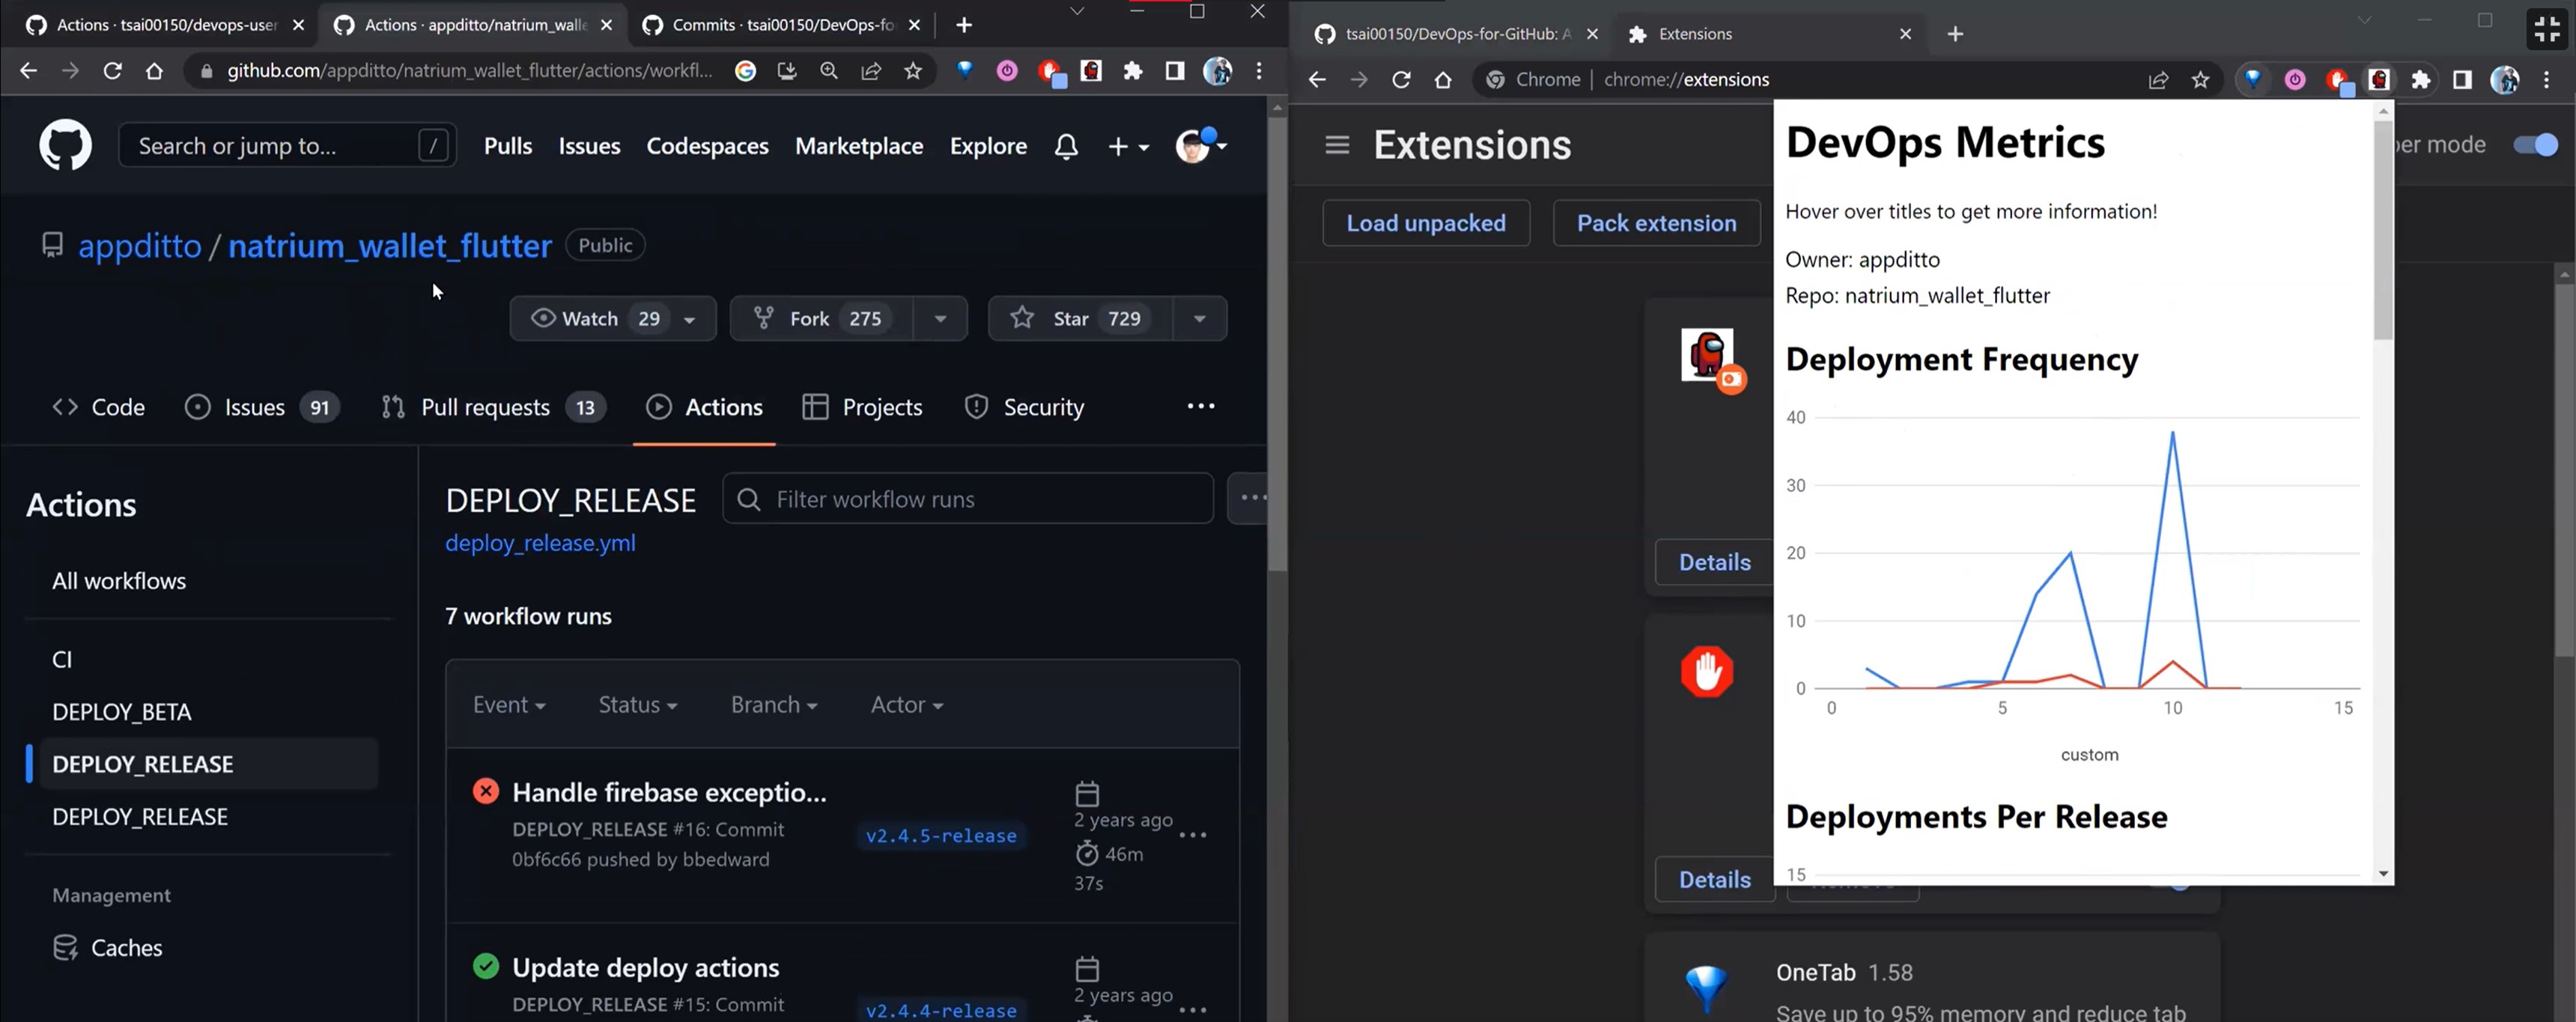 Actions · tsai00150/devops-user
Actions · appditto/natrium_walle
Commits · tsai00150/DevOps-fo
github.com/appditto/natrium_wallet_flutter/actions/workfl...
Search or jump to...
/
Pulls
Issues
Codespaces
Marketplace
Explore
appditto / natrium_wallet_flutter
Public
Watch 29
Fork 275
Star 729
Code
Issues 91
Pull requests 13
Actions
Projects
Security
Actions
All workflows
CI
DEPLOY_BETA
DEPLOY_RELEASE
DEPLOY_RELEASE
Management
Caches
DEPLOY_RELEASE
Filter workflow runs
deploy_release.yml
7 workflow runs
Event
Status
Branch
Actor
Handle firebase exceptio...
DEPLOY_RELEASE #16: Commit
0bf6c66 pushed by bbedward
v2.4.5-release
2 years ago
46m
37s
Update deploy actions
DEPLOY_RELEASE #15: Commit
v2.4.4-release
2 years ago
tsai00150/DevOps-for-GitHub: A
Extensions
Chrome
chrome://extensions
Extensions
per mode
Load unpacked
Pack extension
Details
Details
OneTab 1.58
Save up to 95% memory and reduce tab
DevOps Metrics
Hover over titles to get more information!
Owner: appditto
Repo: natrium_wallet_flutter
Deployment Frequency
40
30
20
10
0
0 5 10 15
custom
Deployments Per Release
15